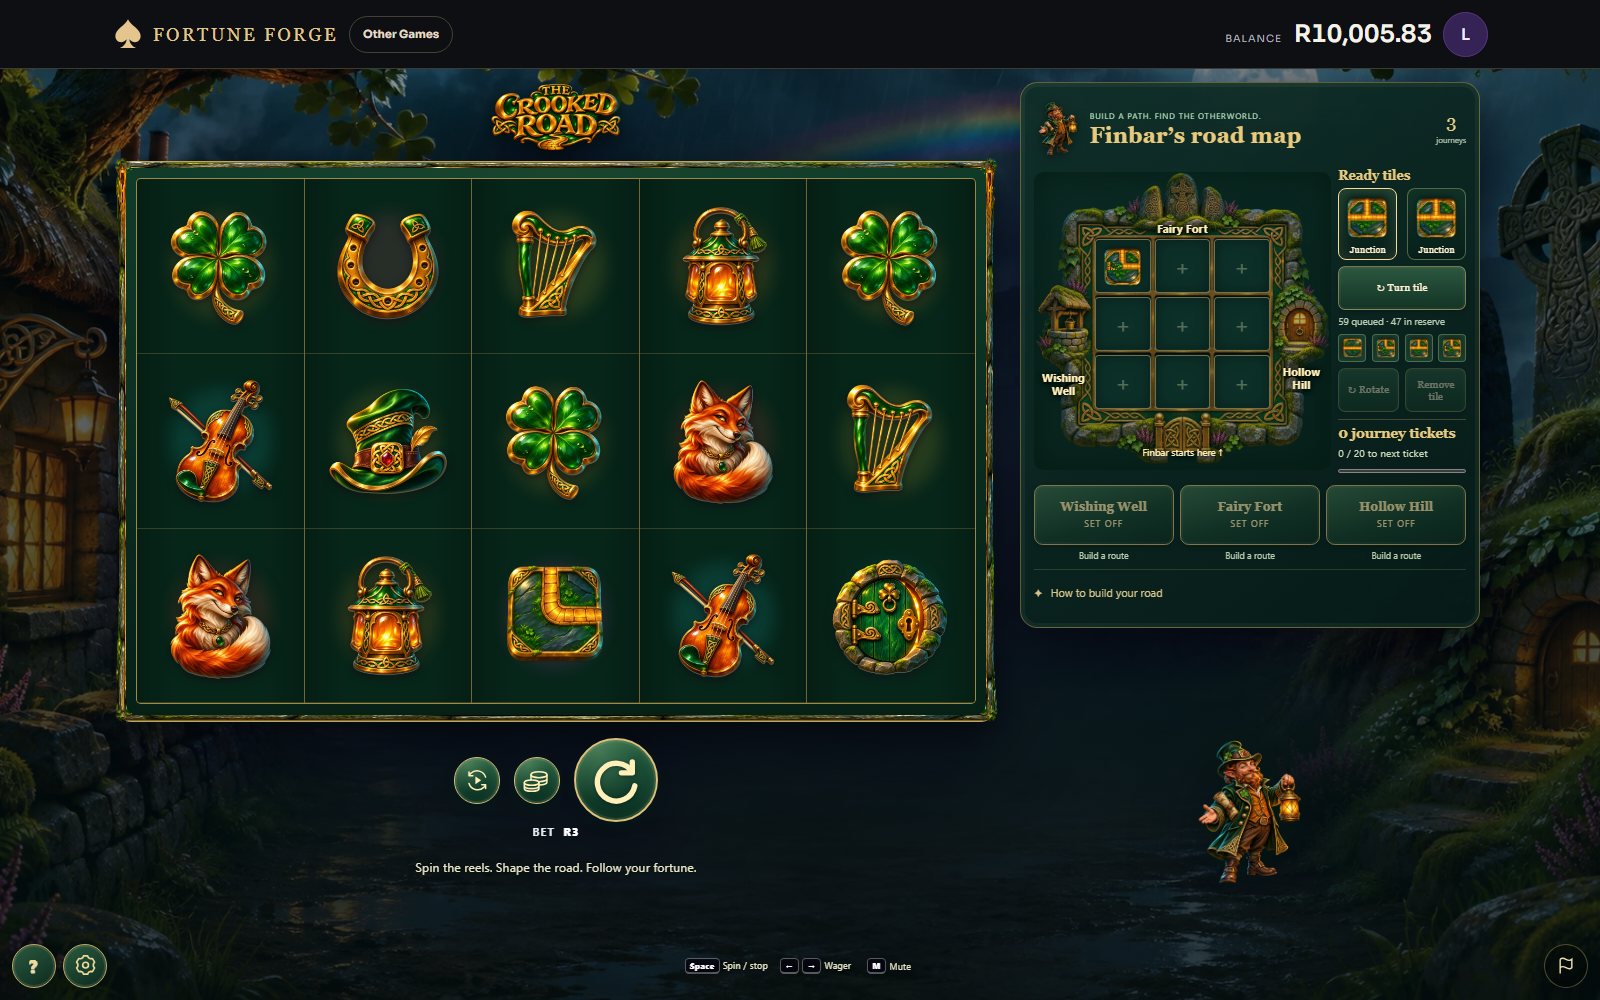 FORTUNE FORGE
Other Games
BALANCE R10,005.83
L
THE
CROOKED
ROAD
BUILD A PATH. FIND THE OTHERWORLD.
Finbar's road map
3
journeys
Ready tiles
Junction
Junction
Fairy Fort
Wishing
Well
Hollow
Hill
Finbar starts here ↑
↻ Turn tile
59 queued · 47 in reserve
↻ Rotate
Remove
tile
0 journey tickets
0 / 20 to next ticket
Wishing Well
SET OFF
Fairy Fort
SET OFF
Hollow Hill
SET OFF
Build a route
Build a route
Build a route
✦ How to build your road
BET R3
Spin the reels. Shape the road. Follow your fortune.
?
Space Spin / stop ← → Wager M Mute